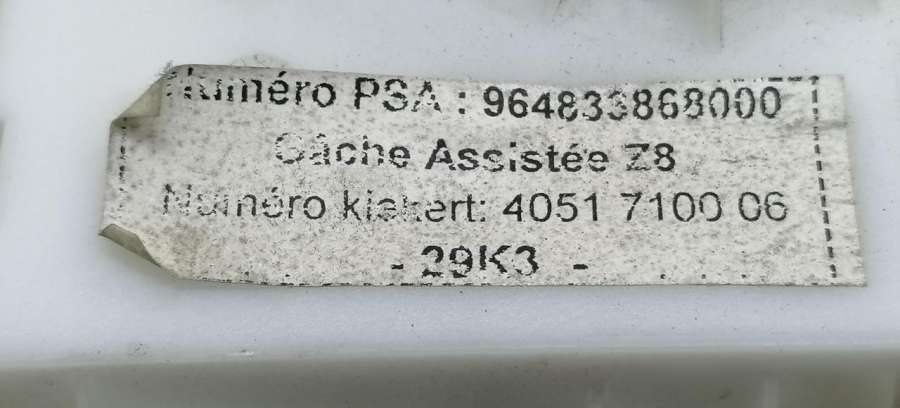 Numéro PSA : 964833868000
Gâche Assistée Z8
Numéro kiekert: 4051 7100 06
- 29K3 -